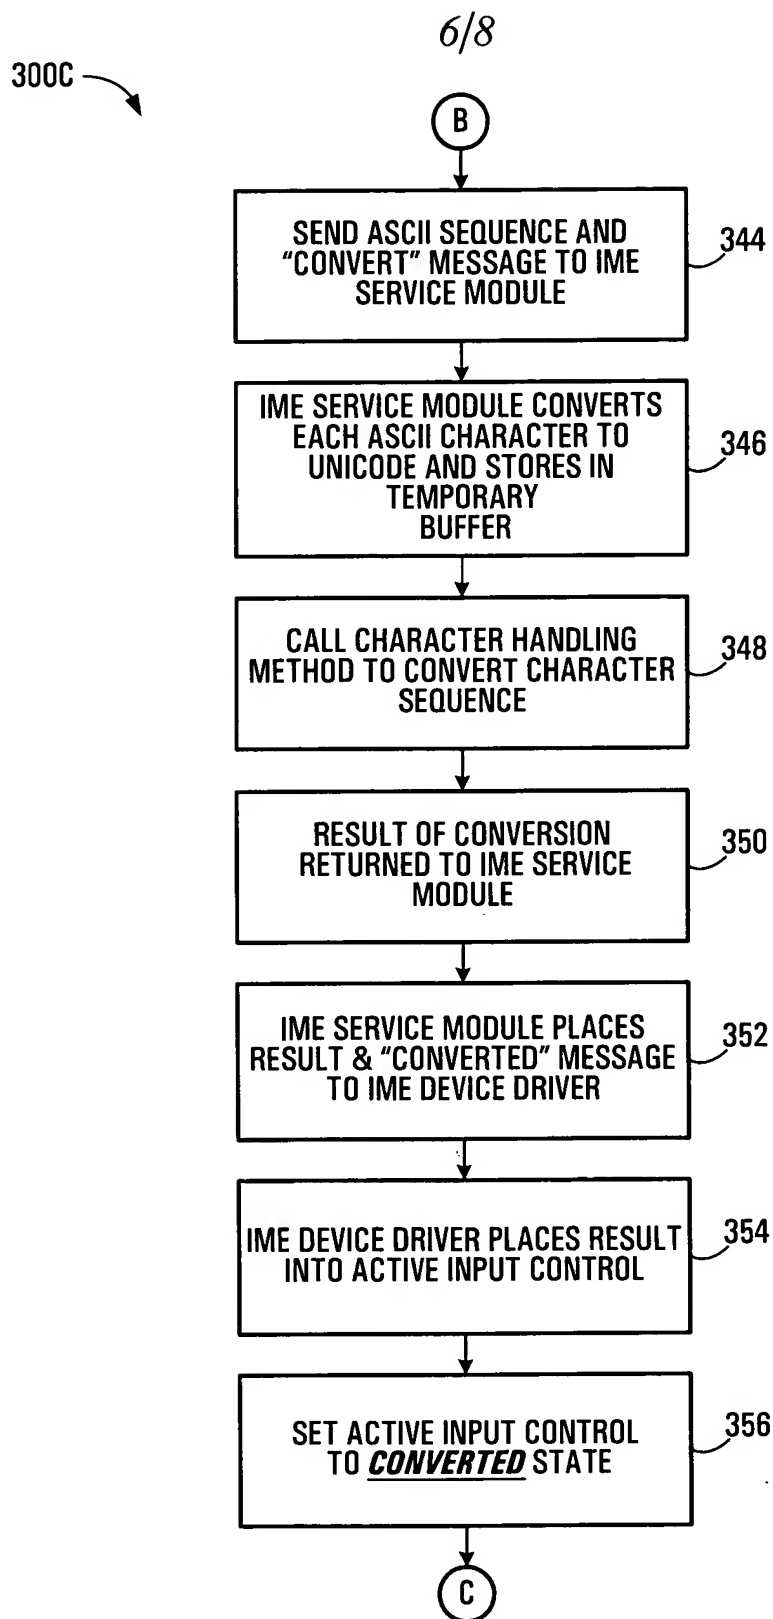 6/8
300C
B
SEND ASCII SEQUENCE AND
"CONVERT" MESSAGE TO IME
SERVICE MODULE
344
IME SERVICE MODULE CONVERTS
EACH ASCII CHARACTER TO
UNICODE AND STORES IN
TEMPORARY
BUFFER
346
CALL CHARACTER HANDLING
METHOD TO CONVERT CHARACTER
SEQUENCE
348
RESULT OF CONVERSION
RETURNED TO IME SERVICE
MODULE
350
IME SERVICE MODULE PLACES
RESULT & "CONVERTED" MESSAGE
TO IME DEVICE DRIVER
352
IME DEVICE DRIVER PLACES RESULT
INTO ACTIVE INPUT CONTROL
354
SET ACTIVE INPUT CONTROL
TO CONVERTED STATE
356
C